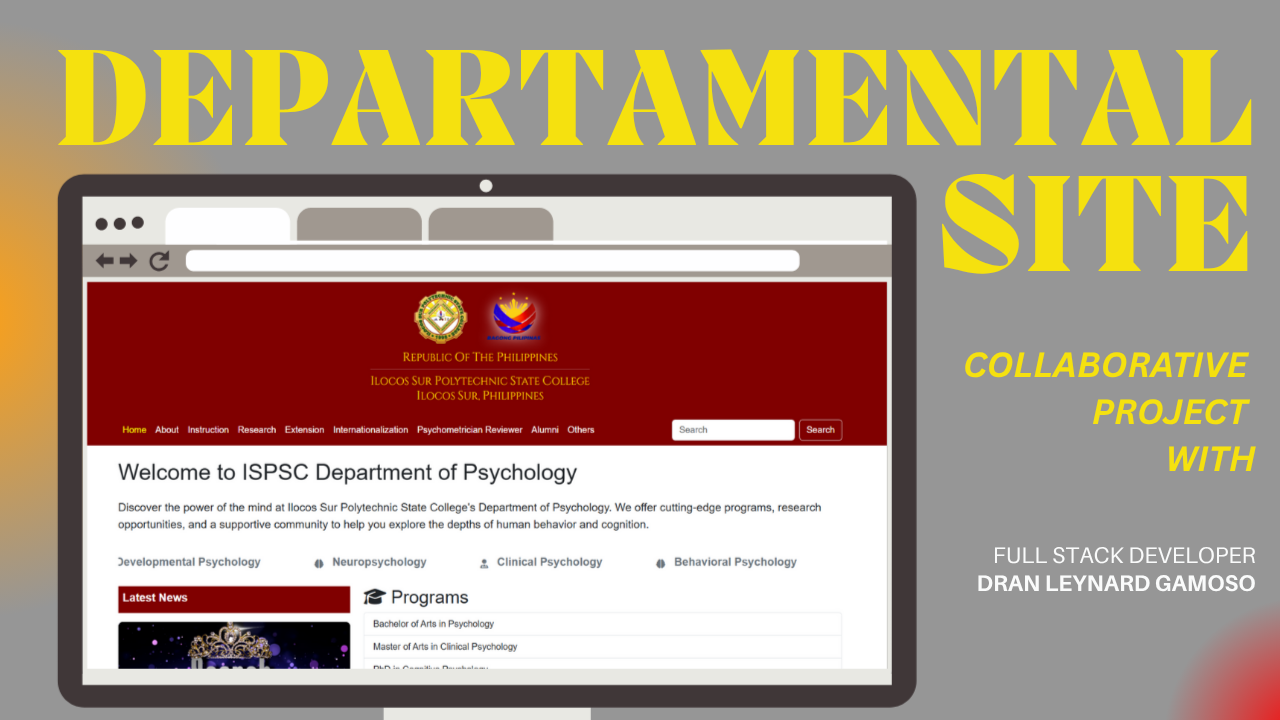 DEPARTAMENTAL
SITE
COLLABORATIVE
PROJECT
WITH
FULL STACK DEVELOPER
DRAN LEYNARD GAMOSO
Republic Of The Philippines
Ilocos Sur Polytechnic State College
Ilocos Sur, Philippines
Home About Instruction Research Extension Internationalization Psychometrician Reviewer Alumni Others Search Search
Welcome to ISPSC Department of Psychology
Discover the power of the mind at Ilocos Sur Polytechnic State College's Department of Psychology. We offer cutting-edge programs, research
opportunities, and a supportive community to help you explore the depths of human behavior and cognition.
Developmental Psychology Neuropsychology Clinical Psychology Behavioral Psychology
Latest News
Programs
Bachelor of Arts in Psychology
Master of Arts in Clinical Psychology
PhD in Cognitive Psychology